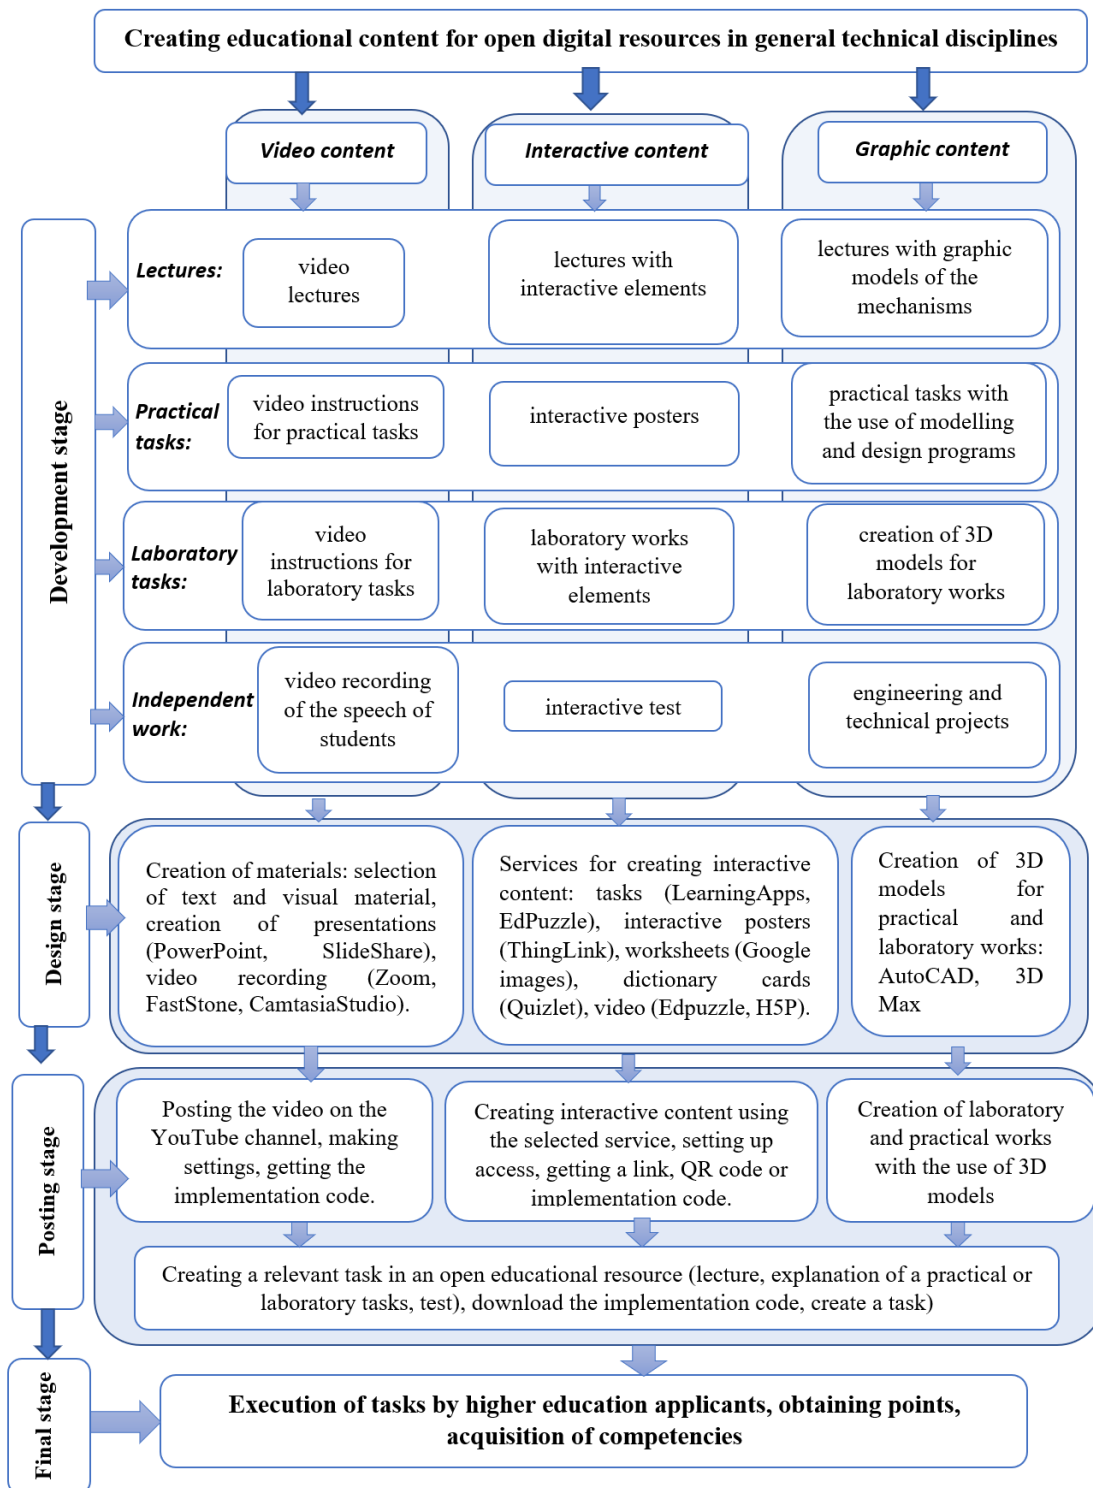 Creating educational content for open digital resources in general technical disciplines
Video content
Interactive content
Graphic content
Development stage
Lectures:
video
lectures
lectures with
interactive elements
lectures with graphic
models of the
mechanisms
Practical
tasks:
video instructions
for practical tasks
interactive posters
practical tasks with
the use of modelling
and design programs
Laboratory
tasks:
video
instructions for
laboratory tasks
laboratory works
with interactive
elements
creation of 3D
models for
laboratory works
Independent
work:
video recording
of the speech of
students
interactive test
engineering and
technical projects
Design stage
Creation of materials: selection
of text and visual material,
creation of presentations
(PowerPoint, SlideShare),
video recording (Zoom,
FastStone, CamtasiaStudio).
Services for creating interactive
content: tasks (LearningApps,
EdPuzzle), interactive posters
(ThingLink), worksheets (Google
images), dictionary cards
(Quizlet), video (Edpuzzle, H5P).
Creation of 3D
models for
practical and
laboratory works:
AutoCAD, 3D
Max
Posting stage
Posting the video on the
YouTube channel, making
settings, getting the
implementation code.
Creating interactive content using
the selected service, setting up
access, getting a link, QR code or
implementation code.
Creation of laboratory
and practical works
with the use of 3D
models
Creating a relevant task in an open educational resource (lecture, explanation of a practical or
laboratory tasks, test), download the implementation code, create a task)
Final stage
Execution of tasks by higher education applicants, obtaining points,
acquisition of competencies